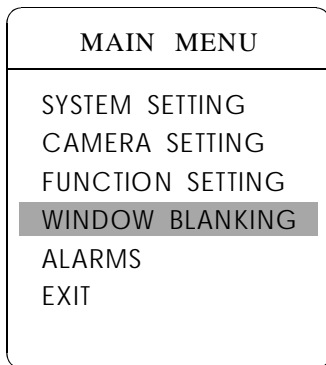 MAIN MENU
SYSTEM SETTING
CAMERA SETTING
FUNCTION SETTING
WINDOW BLANKING
ALARMS
EXIT